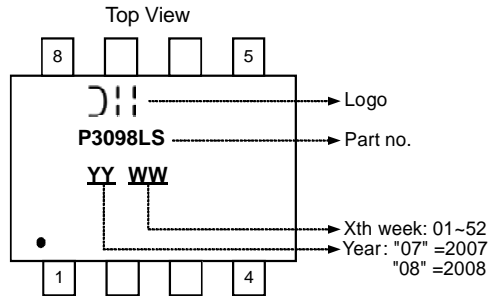 Top View
8 5
Logo
P3098LS Part no.
YY WW
Xth week: 01~52
Year: "07" =2007
"08" =2008
1 4